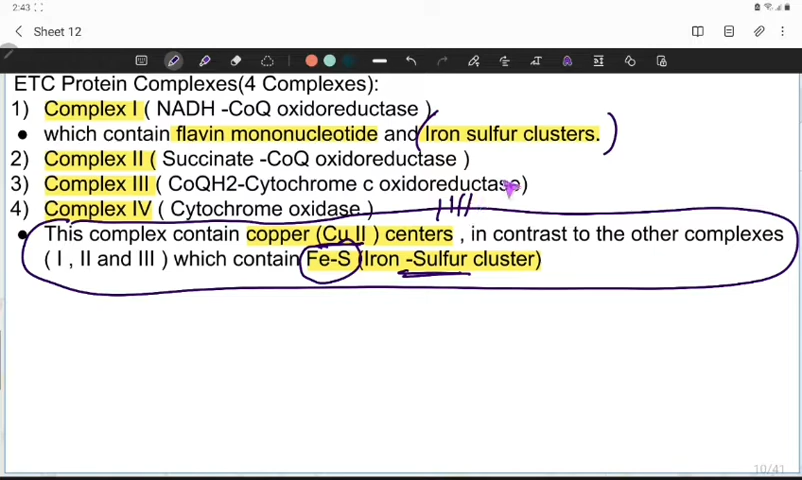 2:43
Sheet 12
ETC Protein Complexes(4 Complexes):
1) Complex I ( NADH -CoQ oxidoreductase )
• which contain flavin mononucleotide and Iron sulfur clusters.
2) Complex II ( Succinate -CoQ oxidoreductase )
3) Complex III ( CoQH2-Cytochrome c oxidoreductase)
4) Complex IV ( Cytochrome oxidase )
• This complex contain copper (Cu II ) centers , in contrast to the other complexes
( I , II and III ) which contain Fe-S (Iron -Sulfur cluster)
10/41